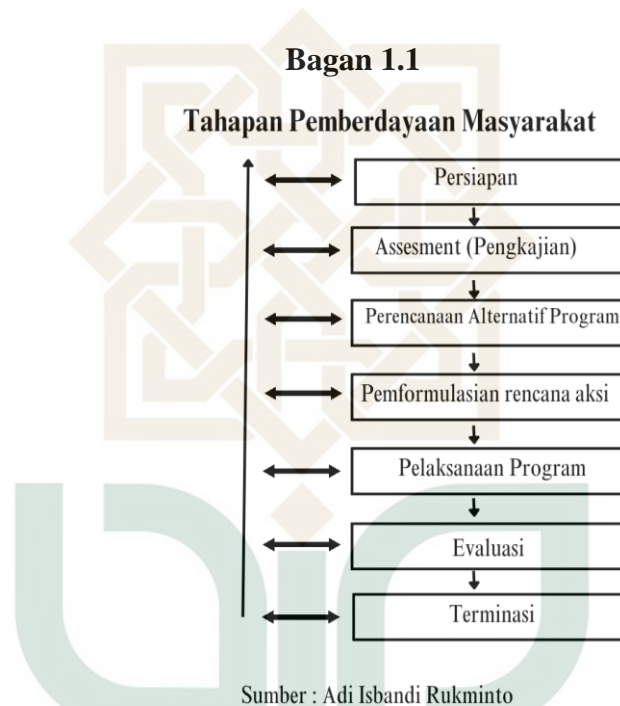 Bagan 1.1
Tahapan Pemberdayaan Masyarakat
Persiapan
Assesment (Pengkajian)
Perencanaan Alternatif Program
Pemformulasian rencana aksi
Pelaksanaan Program
Evaluasi
Terminasi
Sumber : Adi Isbandi Rukminto